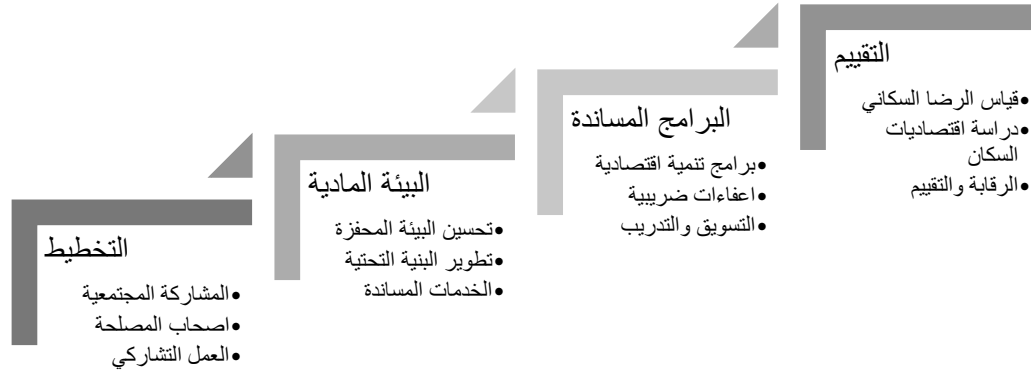 التخطيط
•المشاركة المجتمعية
•اصحاب المصلحة
•العمل التشاركي
البيئة المادية
•تحسين البيئة المحفزة
•تطوير البنية التحتية
•الخدمات المساندة
البرامج المساندة
•برامج تنمية اقتصادية
•اعفاءات ضريبية
•التسويق والتدريب
التقييم
•قياس الرضا السكاني
•دراسة اقتصاديات
السكان
•الرقابة والتقييم